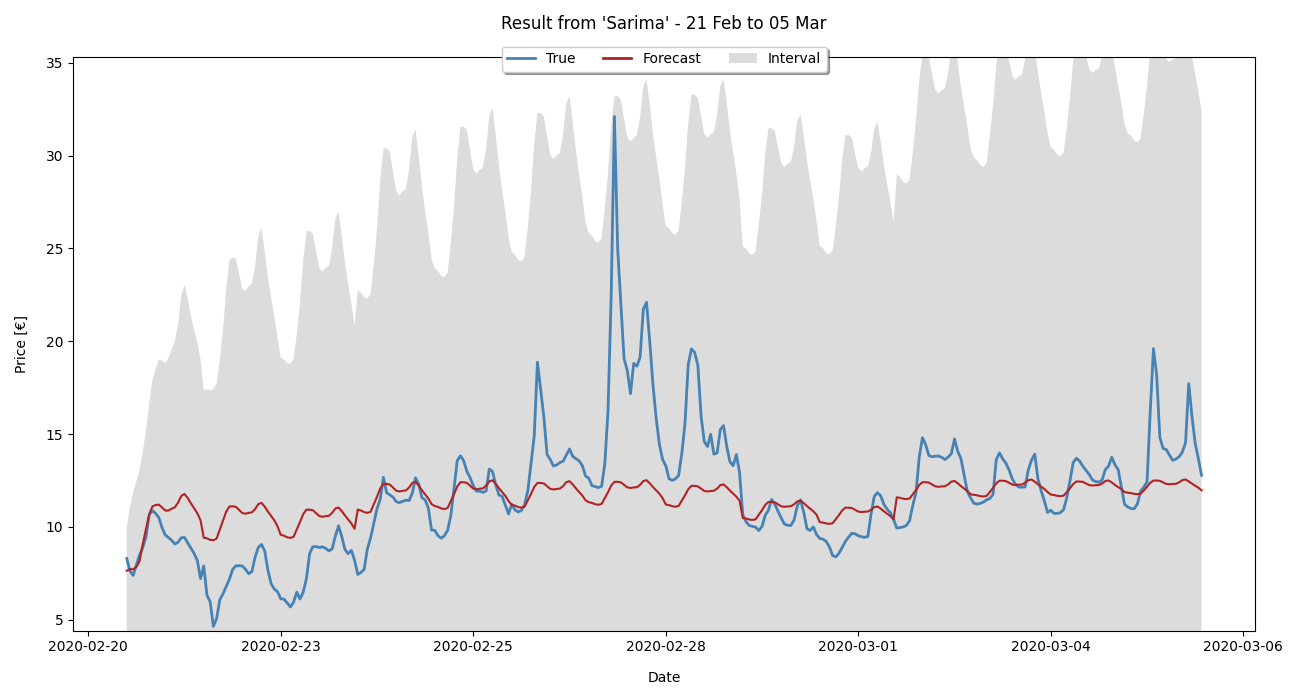 Result from 'Sarima' - 21 Feb to 05 Mar
True Forecast Interval
35
30
25
20
15
10
5
Price [€]
2020-02-20 2020-02-23 2020-02-25 2020-02-28 2020-03-01 2020-03-04 2020-03-06
Date